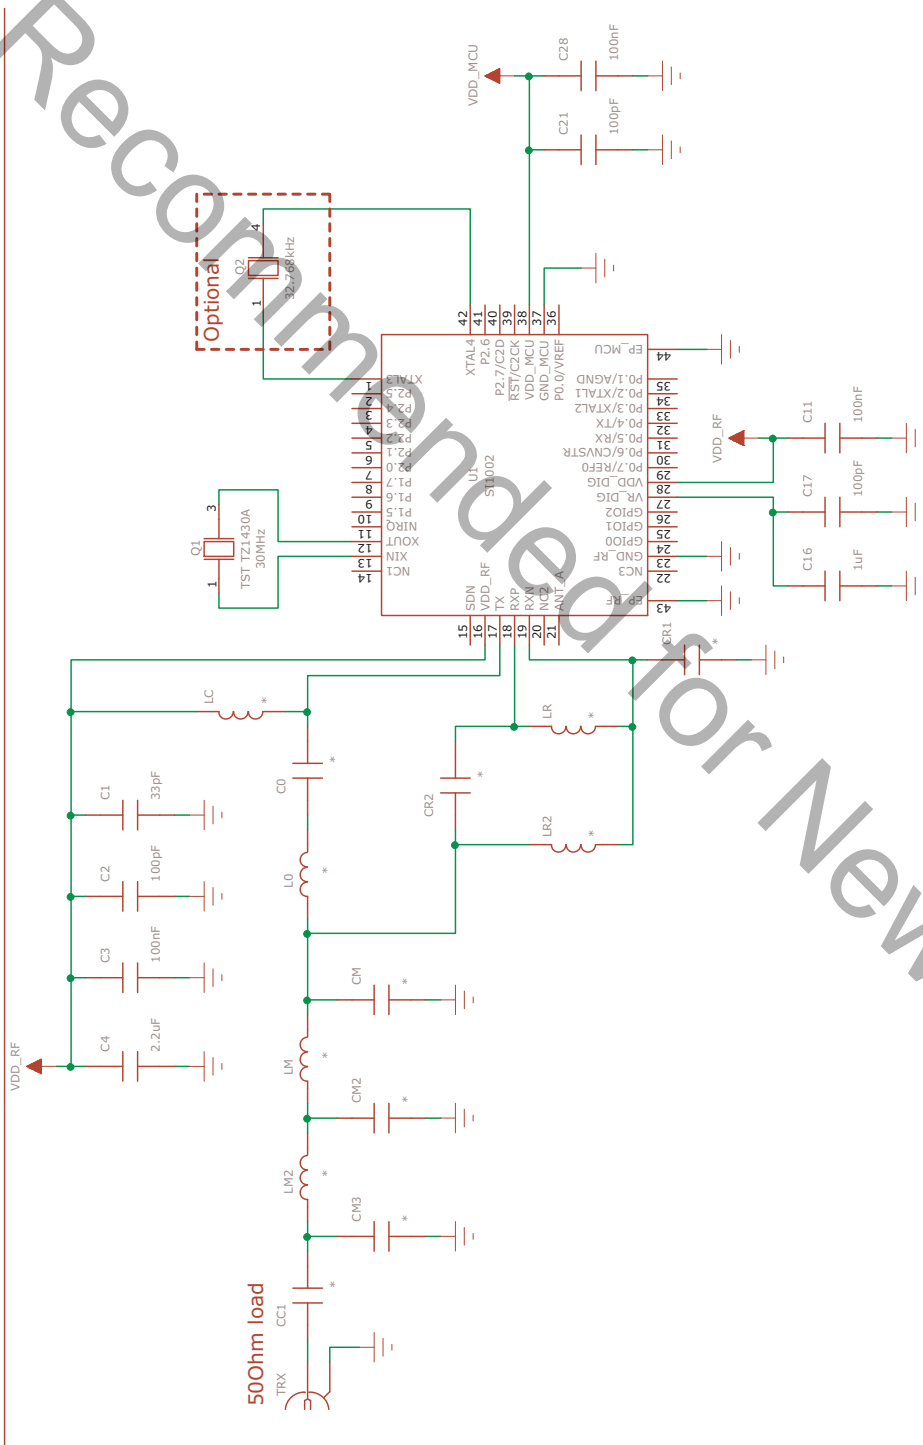 Recommended for New
VDD_MCU
C28
100nF
C21
100pF
Optional
Q2
32.768kHz
1
4
42
41
40
39
38
37
36
XTAL4
P2.6
P2.7/C2D
RST/C2CK
VDD_MCU
GND_MCU
P0.0/VREF
U1
SI1002
XTAL3
P2.5
P2.4
P2.3
P2.2
P2.1
P2.0
P1.7
P1.6
P1.5
NIRQ
XOUT
XIN
NC1
1
2
3
4
5
6
7
8
9
10
11
12
13
14
EP_MCU
P0.1/AGND
P0.2/XTAL1
P0.3/XTAL2
P0.4/TX
P0.5/RX
P0.6/CNVSTR
P0.7/REF0
VDD_DIG
VR_DIG
GPIO2
GPIO1
GPIO0
GND_RF
NC3
EP_RF
44
35
34
33
32
31
30
29
28
27
26
25
24
23
22
43
SDN
VDD_RF
TX
RXP
RXN
NC2
ANT_A
15
16
17
18
19
20
21
Q1
TST TZ1430A
30MHz
1
3
VDD_RF
C11
100nF
C17
100pF
C16
1uF
CR1
*
LC
*
C0
*
L0
*
LR
*
CR2
*
LR2
*
C1
33pF
C2
100pF
C3
100nF
C4
2.2uF
VDD_RF
CM
*
LM
*
CM2
*
LM2
*
CM3
*
CC1
*
50Ohm load
TRX